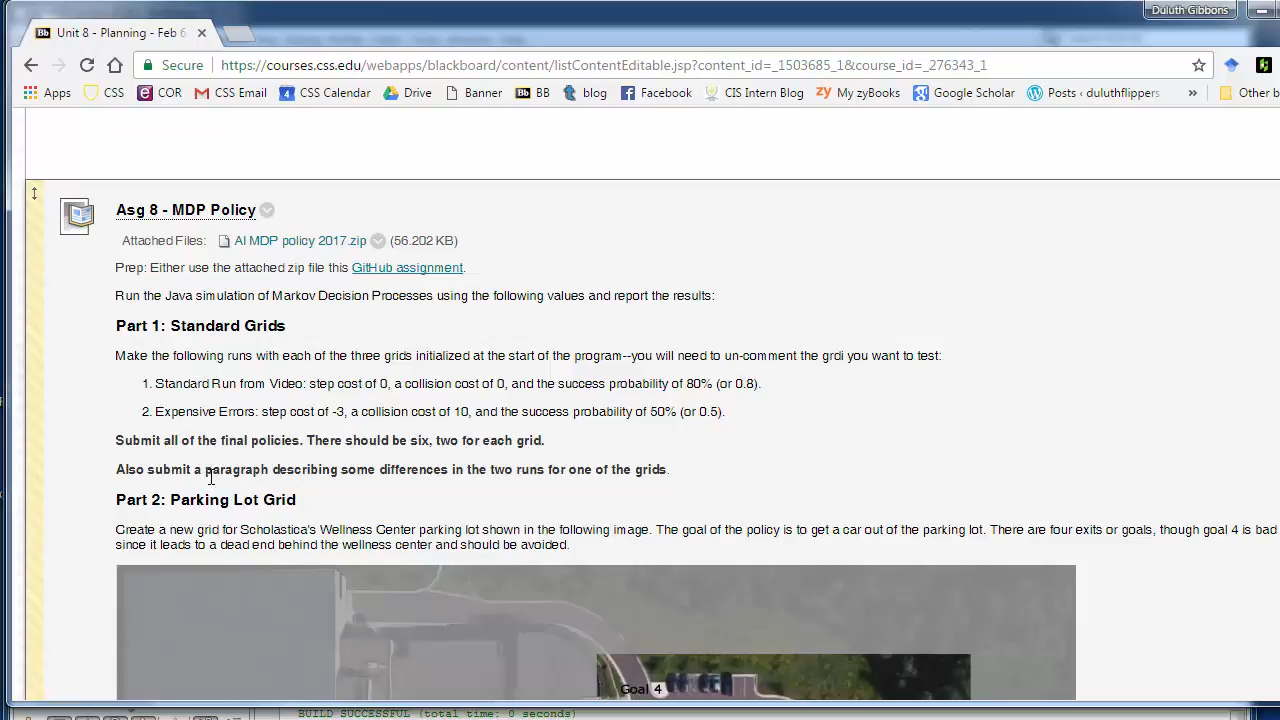 Duluth Gibbons
Bb Unit 8 - Planning - Feb 6
Secure https://courses.css.edu/webapps/blackboard/content/listContentEditable.jsp?content_id=_1503685_1&course_id=_276343_1
Apps CSS COR CSS Email 4 CSS Calendar Drive Banner Bb BB blog Facebook CIS Intern Blog zy My zyBooks Google Scholar Posts ‹ duluthflippers » Other b
Asg 8 - MDP Policy
Attached Files: AI MDP policy 2017.zip (56.202 KB)
Prep: Either use the attached zip file this GitHub assignment.
Run the Java simulation of Markov Decision Processes using the following values and report the results:
Part 1: Standard Grids
Make the following runs with each of the three grids initialized at the start of the program--you will need to un-comment the grdi you want to test:
1. Standard Run from Video: step cost of 0, a collision cost of 0, and the success probability of 80% (or 0.8).
2. Expensive Errors: step cost of -3, a collision cost of 10, and the success probability of 50% (or 0.5).
Submit all of the final policies. There should be six, two for each grid.
Also submit a paragraph describing some differences in the two runs for one of the grids.
Part 2: Parking Lot Grid
Create a new grid for Scholastica's Wellness Center parking lot shown in the following image. The goal of the policy is to get a car out of the parking lot. There are four exits or goals, though goal 4 is bad
since it leads to a dead end behind the wellness center and should be avoided.
Goal 4
BUILD SUCCESSFUL (total time: 0 seconds)